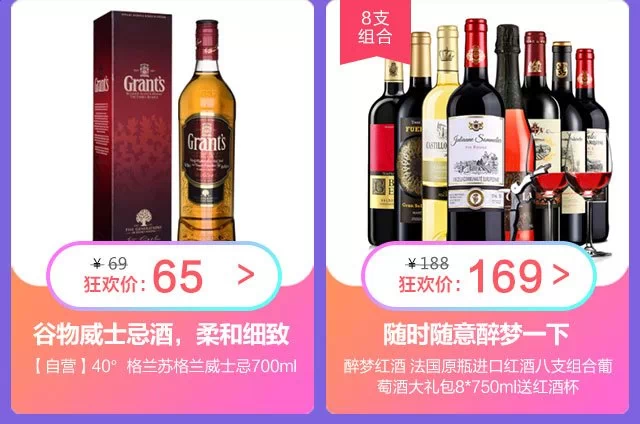 Grant's
Grant's
¥ 69
狂欢价: 65 >
谷物威士忌酒，柔和细致
【自营】40° 格兰苏格兰威士忌700ml
8支
组合
FUEN
CASTILLO
¥188
狂欢价: 169 >
随时随意醉梦一下
醉梦红酒 法国原瓶进口红酒八支组合葡
萄酒大礼包8*750ml送红酒杯